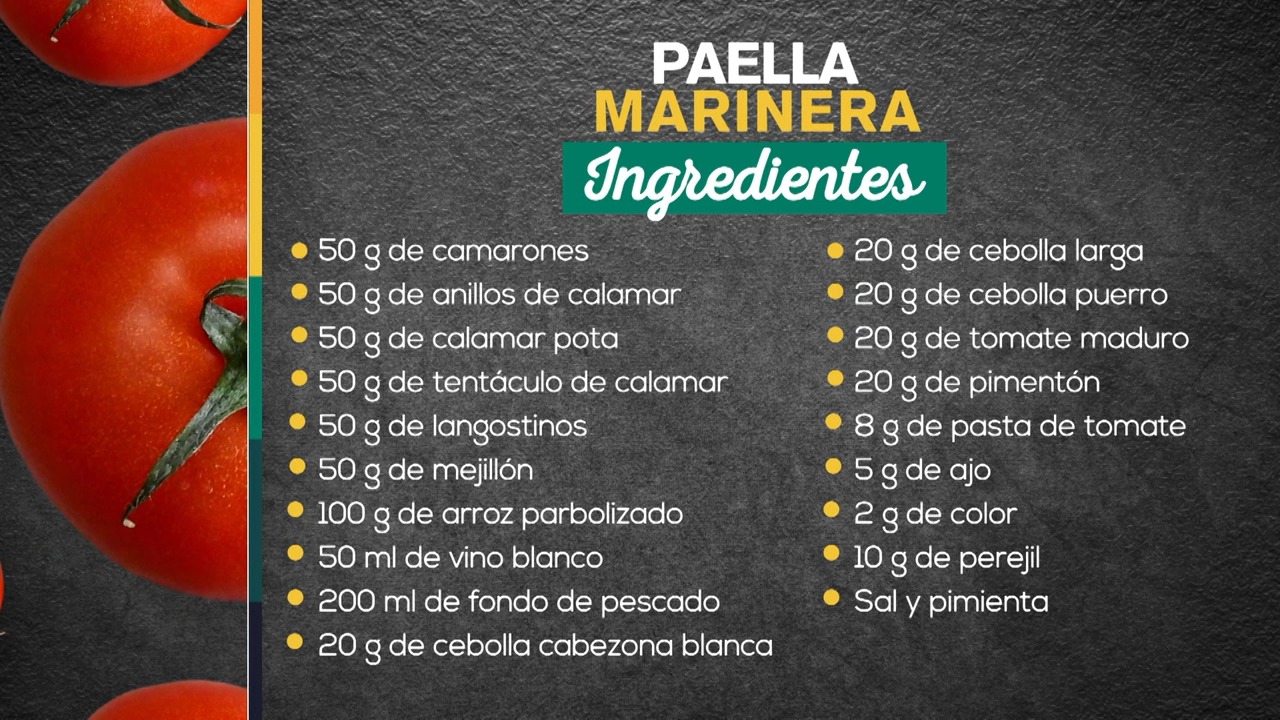 PAELLA
MARINERA
Ingredientes
50 g de camarones
50 g de anillos de calamar
50 g de calamar pota
50 g de tentáculo de calamar
50 g de langostinos
50 g de mejillón
100 g de arroz parbolizado
50 ml de vino blanco
200 ml de fondo de pescado
20 g de cebolla cabezona blanca
20 g de cebolla larga
20 g de cebolla puerro
20 g de tomate maduro
20 g de pimentón
8 g de pasta de tomate
5 g de ajo
2 g de color
10 g de perejil
Sal y pimienta